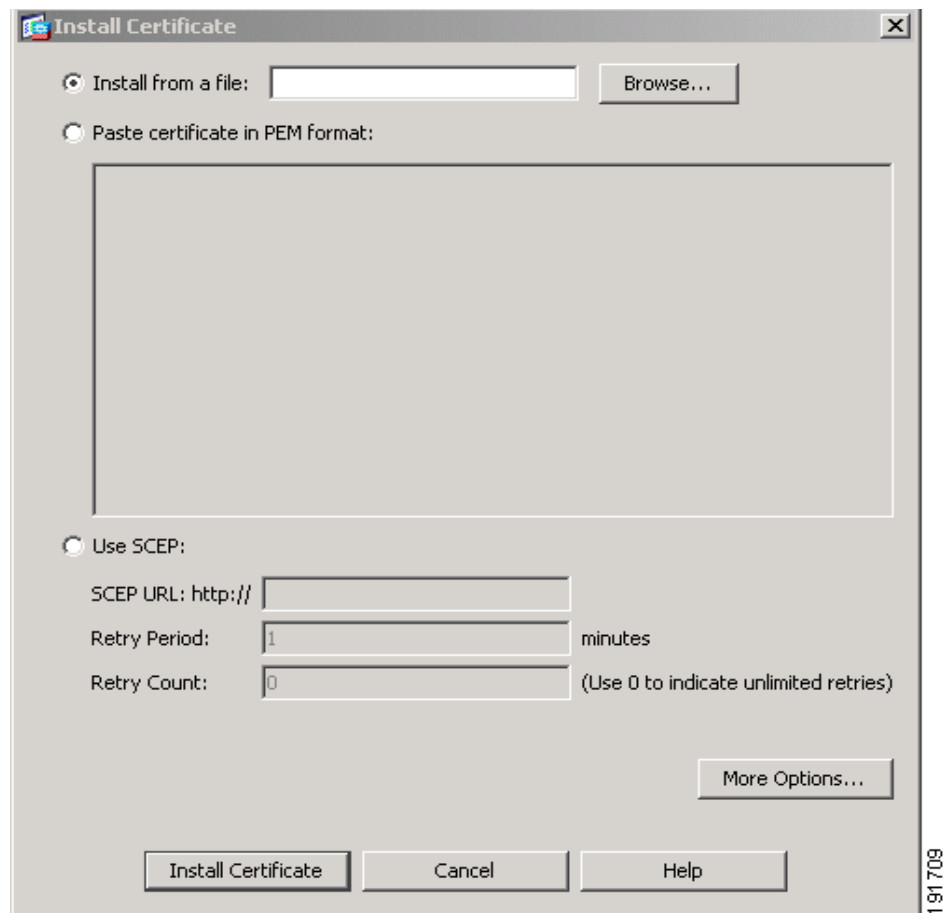 Install Certificate
Install from a file:
Browse...
Paste certificate in PEM format:
Use SCEP:
SCEP URL: http://
Retry Period: 1 minutes
Retry Count: 0 (Use 0 to indicate unlimited retries)
More Options...
Install Certificate Cancel Help
191709